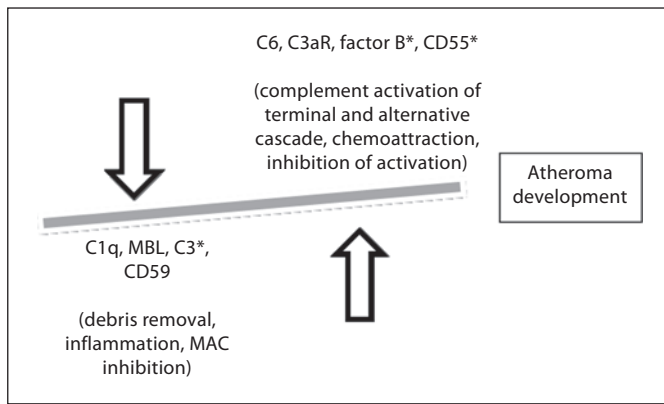 C6, C3aR, factor B*, CD55*
(complement activation of
terminal and alternative
cascade, chemoattraction,
inhibition of activation)
Atheroma
development
C1q, MBL, C3*,
CD59
(debris removal,
inflammation, MAC
inhibition)